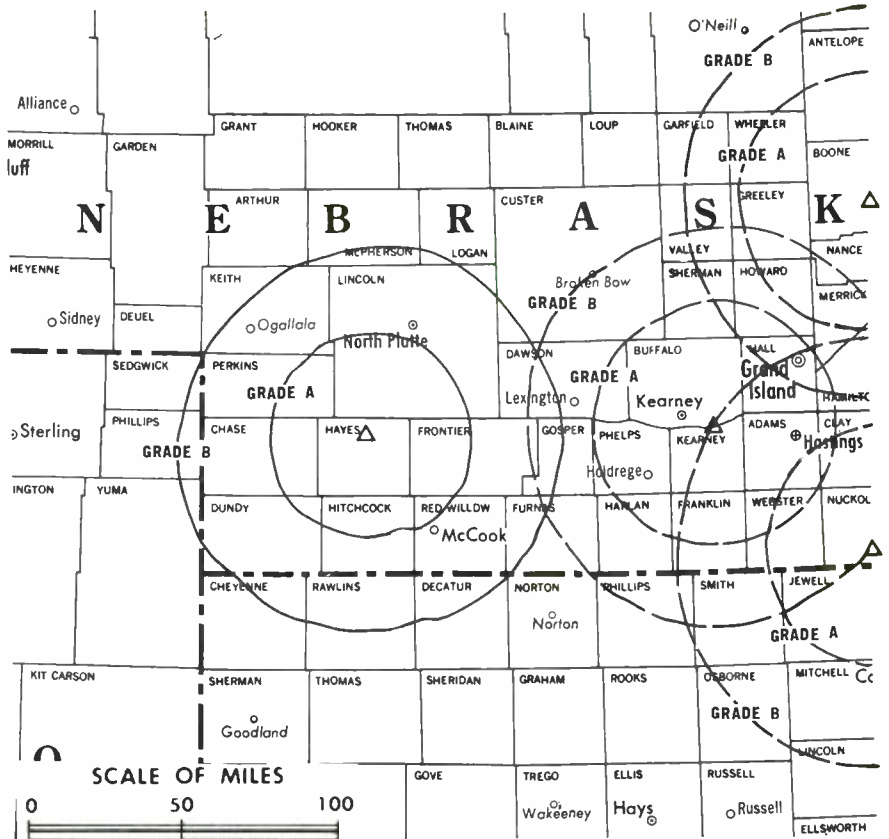 O'Neill
ANTELOPE
GRADE B
Alliance
GRANT
HOOKER
THOMAS
BLAINE
LOUP
GARFIELD
WHEELER
MORRILL
GARDEN
GRADE A
BOONE
luff
ARTHUR
CUSTER
GREELEY
N E B R A S K
McPHERSON
LOGAN
VALLEY
NANCE
HEYENNE
KEITH
LINCOLN
Broken Bow
SHERMAN
HOWARD
MERRICK
GRADE B
Sidney
DEUEL
Ogallala
North Platte
SEDGWICK
PERKINS
DAWSON
BUFFALO
HALL
Grand
Island
GRADE A
GRADE A
Lexington
Kearney
HAMILTO
PHILLIPS
CHASE
HAYES
FRONTIER
GOSPER
PHELPS
KEARNEY
ADAMS
CLAY
Sterling
Hastings
GRADE B
Holdrege
INGTON
YUMA
DUNDY
HITCHCOCK
RED WILLOW
FURNAS
HARLAN
FRANKLIN
WEBSTER
NUCKOL
McCook
CHEYENNE
RAWLINS
DECATUR
NORTON
PHILLIPS
SMITH
JEWELL
Norton
GRADE A
KIT CARSON
SHERMAN
THOMAS
SHERIDAN
GRAHAM
ROOKS
OSBORNE
MITCHELL
Co
GRADE B
Goodland
LINCOLN
O
SCALE OF MILES
GOVE
TREGO
ELLIS
RUSSELL
0 50 100
Wakeeney
Hays
Russell
ELLSWORTH